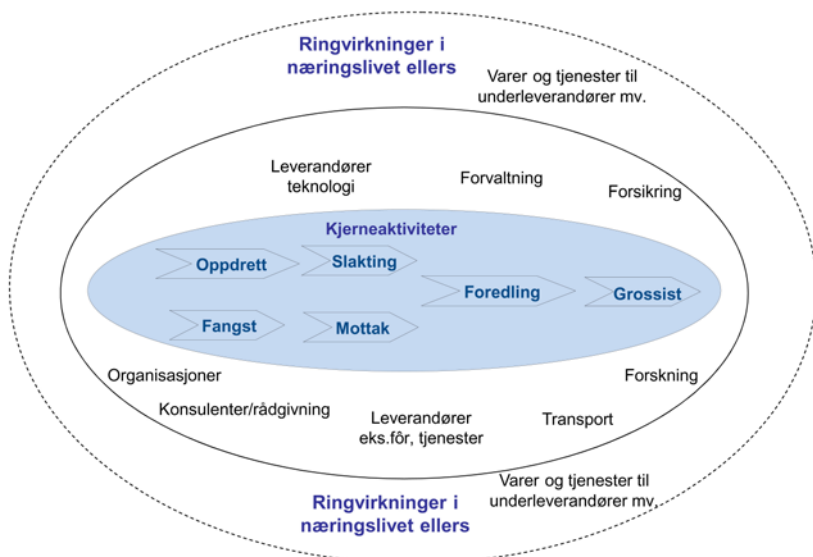 Ringvirkninger i
næringslivet ellers
Varer og tjenester til
underleverandører mv.
Leverandører
teknologi
Forvaltning
Forsikring
Kjerneaktiviteter
Oppdrett
Slakting
Foredling
Grossist
Fangst
Mottak
Organisasjoner
Forskning
Konsulenter/rådgivning
Leverandører
eks.fôr, tjenester
Transport
Varer og tjenester til
underleverandører mv.
Ringvirkninger i
næringslivet ellers